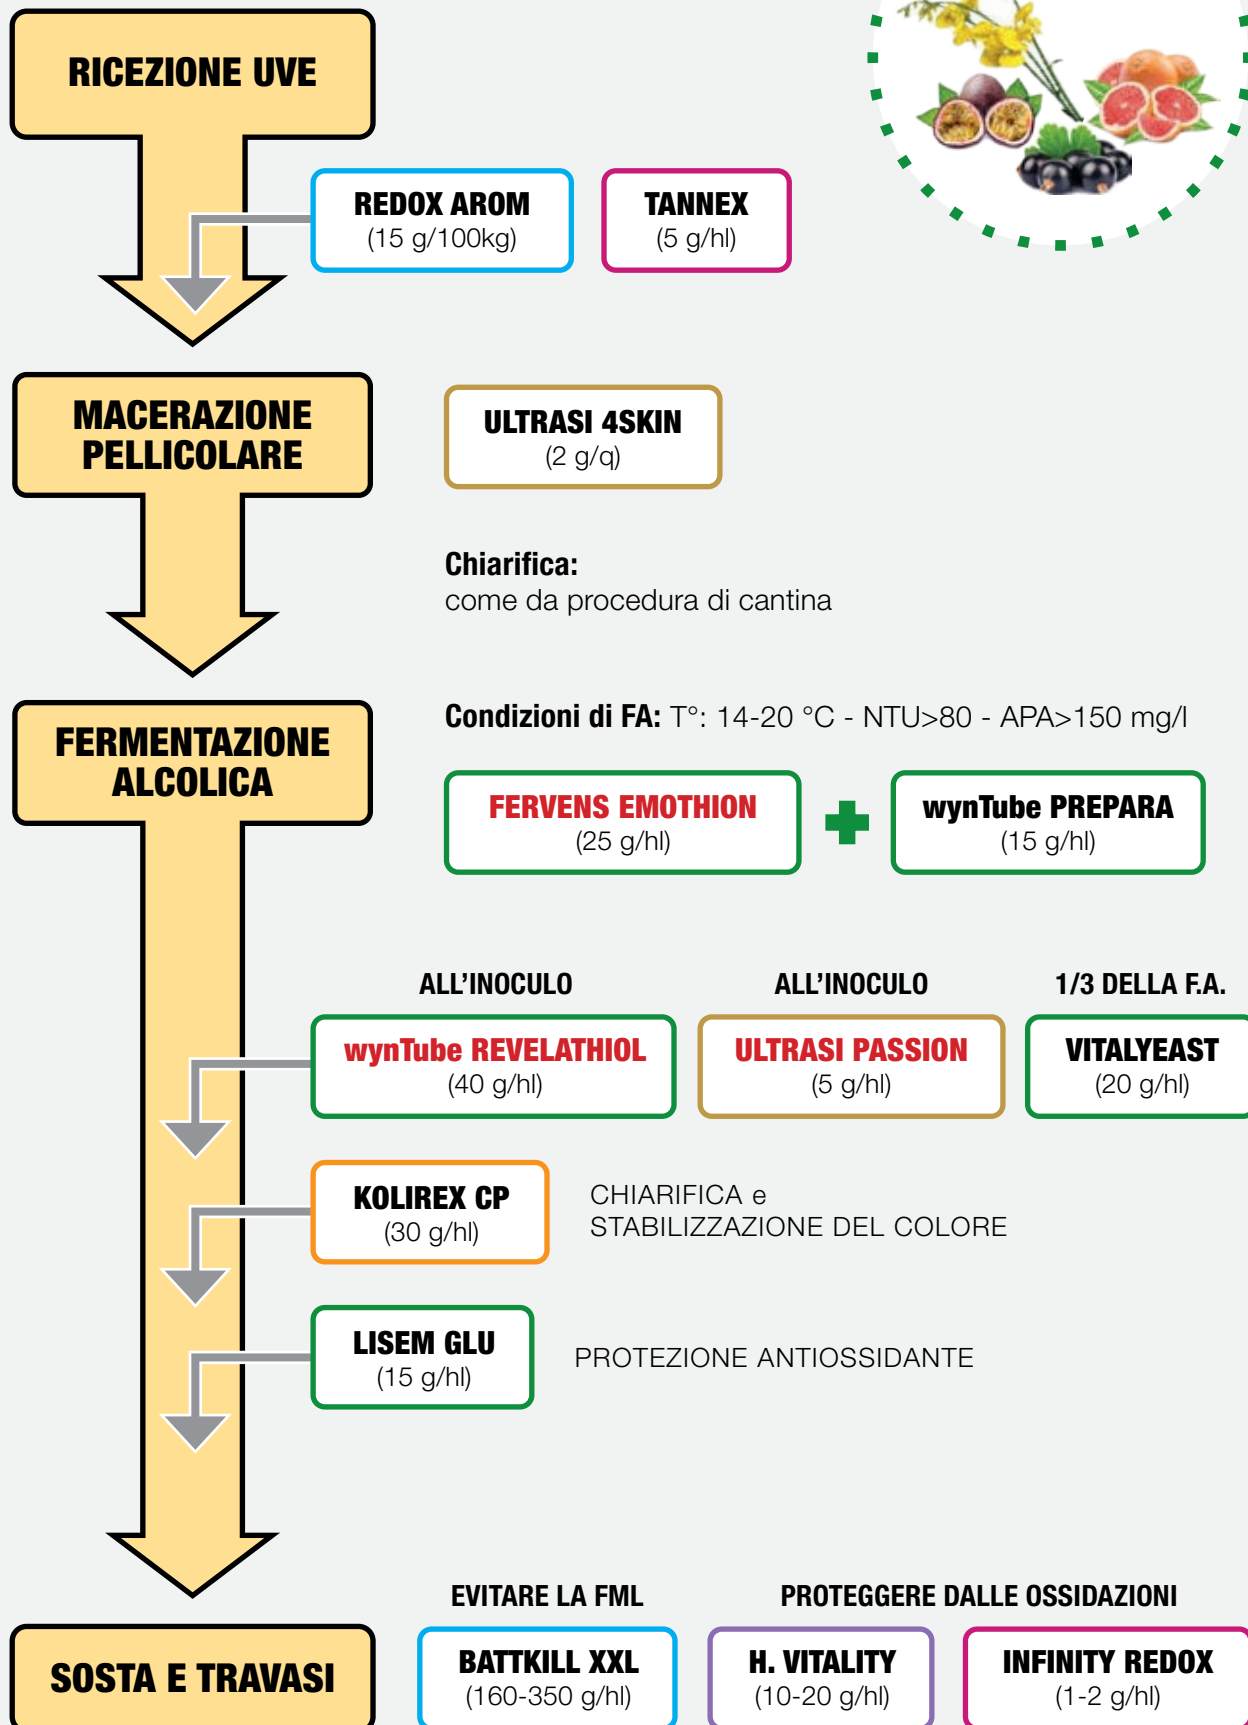 RICEZIONE UVE
REDOX AROM
(15 g/100kg)
TANNEX
(5 g/hl)
MACERAZIONE
PELLICOLARE
ULTRASI 4SKIN
(2 g/q)
Chiarifica:
come da procedura di cantina
FERMENTAZIONE
ALCOLICA
Condizioni di FA: T°: 14-20 °C - NTU>80 - APA>150 mg/l
FERVENS EMOTHION
(25 g/hl)
wynTube PREPARA
(15 g/hl)
ALL'INOCULO
wynTube REVELATHIOL
(40 g/hl)
ALL'INOCULO
ULTRASI PASSION
(5 g/hl)
1/3 DELLA F.A.
VITALYEAST
(20 g/hl)
KOLIREX CP
(30 g/hl)
CHIARIFICA e
STABILIZZAZIONE DEL COLORE
LISEM GLU
(15 g/hl)
PROTEZIONE ANTIOSSIDANTE
SOSTA E TRAVASI
EVITARE LA FML
BATTKILL XXL
(160-350 g/hl)
PROTEGGERE DALLE OSSIDAZIONI
H. VITALITY
(10-20 g/hl)
INFINITY REDOX
(1-2 g/hl)